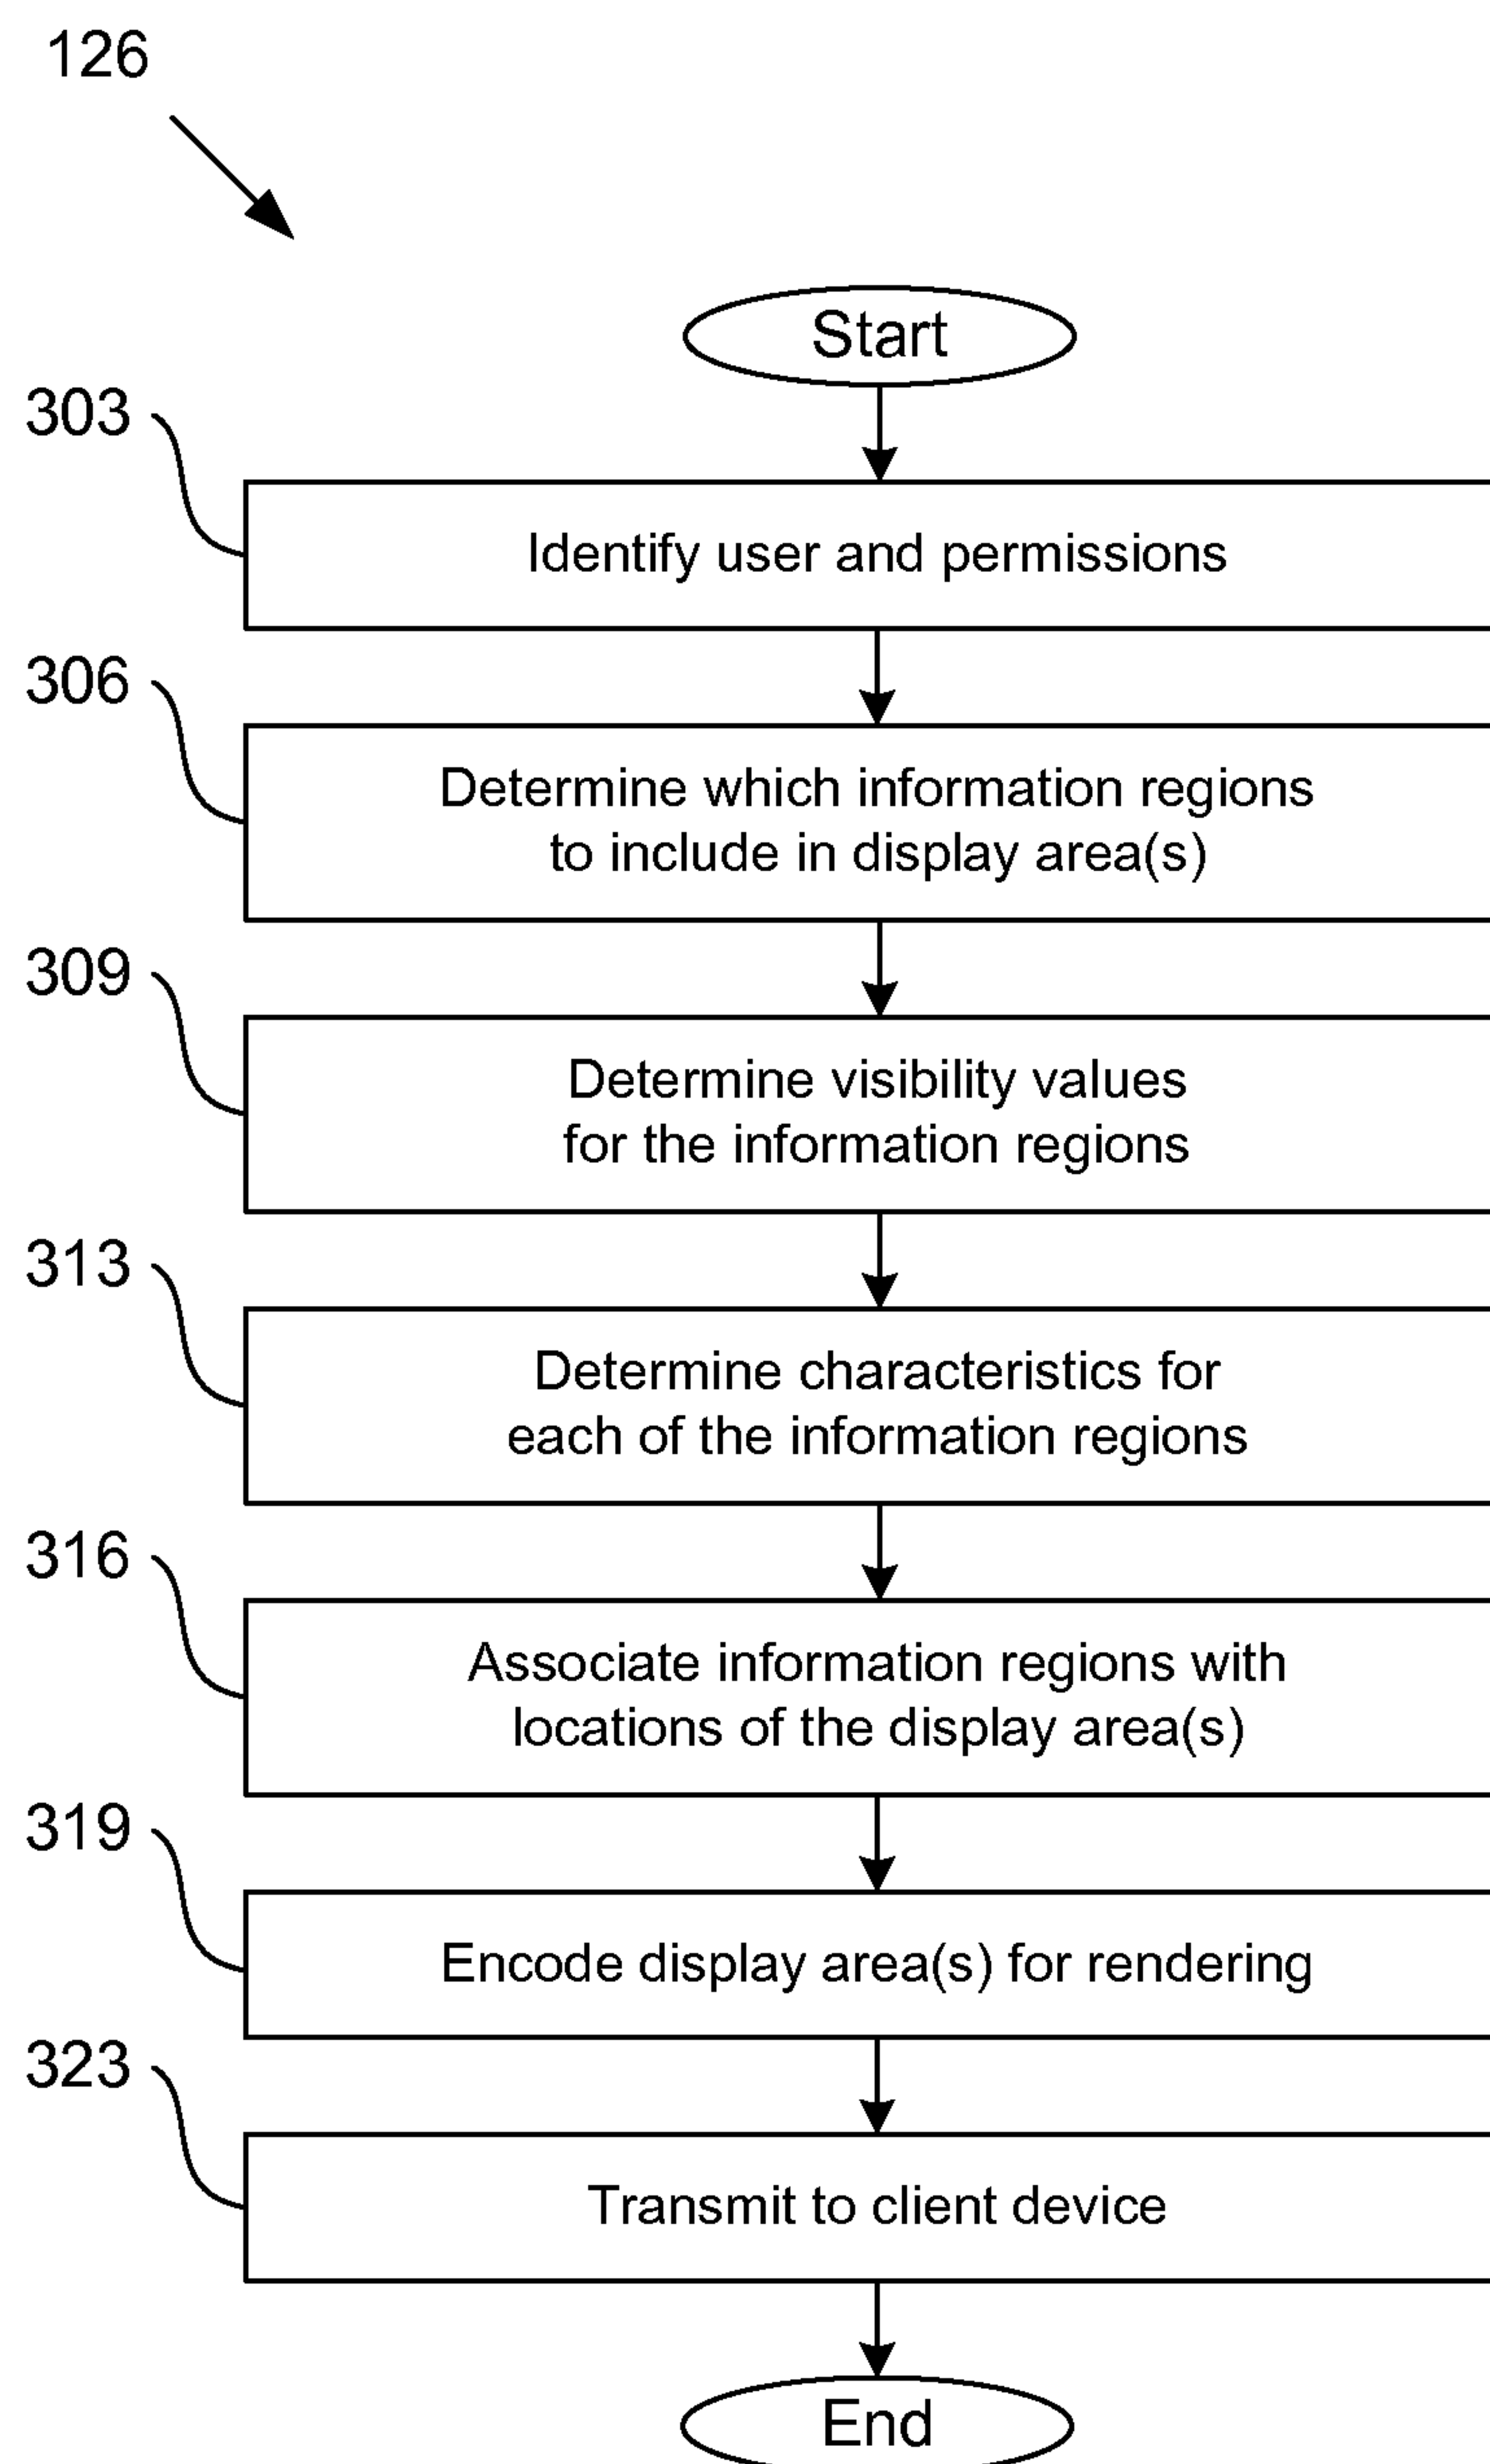 126
Start
303
Identify user and permissions
306
Determine which information regions
to include in display area(s)
309
Determine visibility values
for the information regions
313
Determine characteristics for
each of the information regions
316
Associate information regions with
locations of the display area(s)
319
Encode display area(s) for rendering
323
Transmit to client device
End